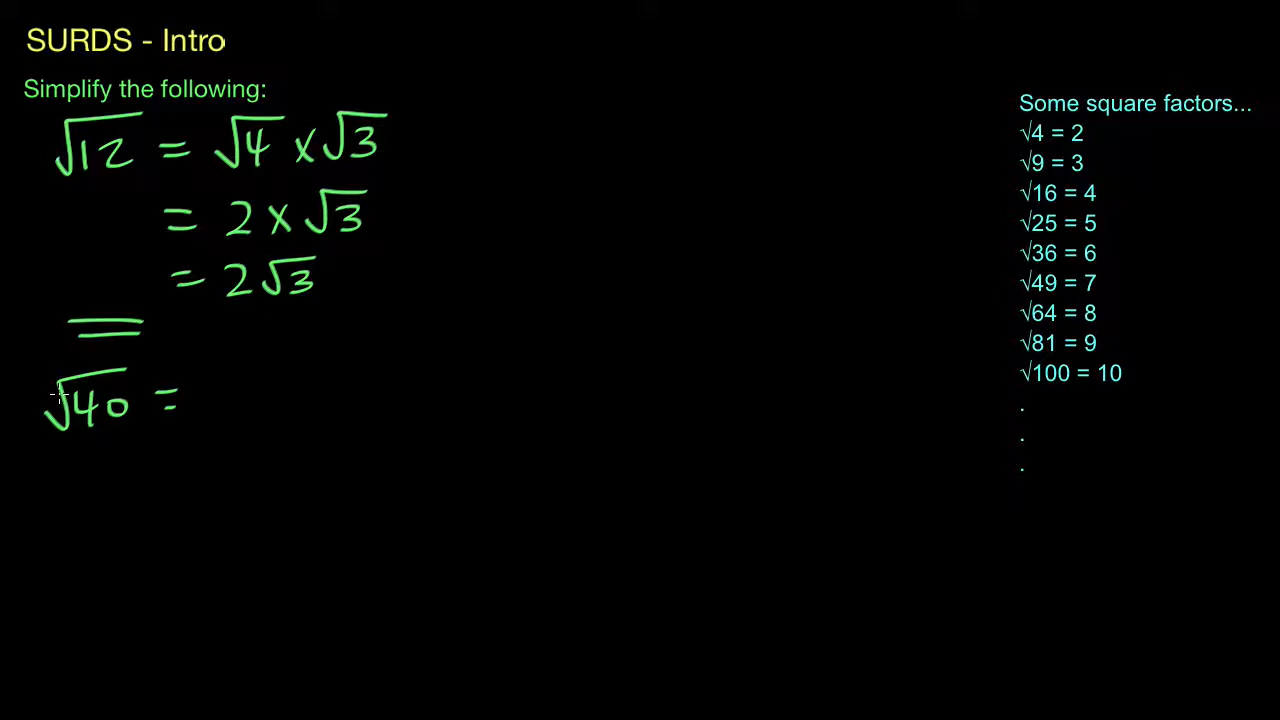 SURDS - Intro
Simplify the following:
√12 = √4 × √3
= 2 × √3
= 2√3
√40 =
Some square factors...
√4 = 2
√9 = 3
√16 = 4
√25 = 5
√36 = 6
√49 = 7
√64 = 8
√81 = 9
√100 = 10
.
.
.